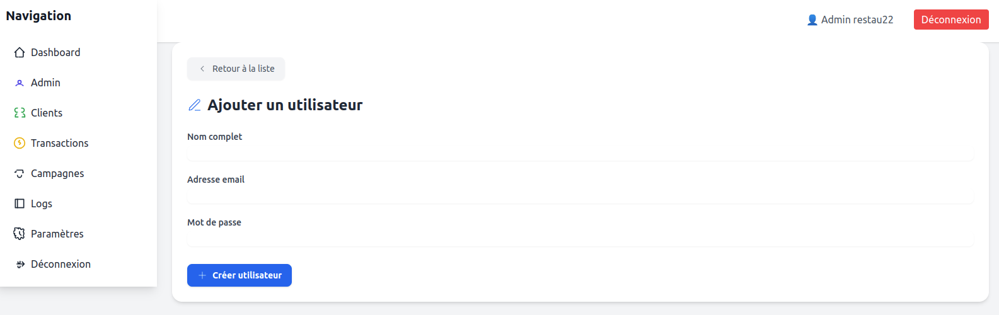 Navigation
Dashboard
Admin
Clients
Transactions
Campagnes
Logs
Paramètres
Déconnexion
Admin restau22
Déconnexion
Retour à la liste
Ajouter un utilisateur
Nom complet
Adresse email
Mot de passe
Créer utilisateur